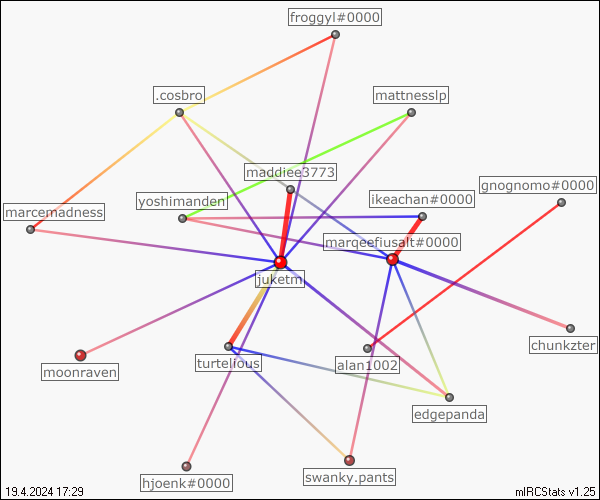 froggyl#0000
.cosbro
mattnesslp
maddiee3773
gnognomo#0000
yoshimanden
ikeachan#0000
marcemadness
marqeefiusalt#0000
juketm
chunkzter
turtelious
alan1002
moonraven
edgepanda
swanky.pants
hjoenk#0000
19.4.2024 17:29
mIRCStats v1.25